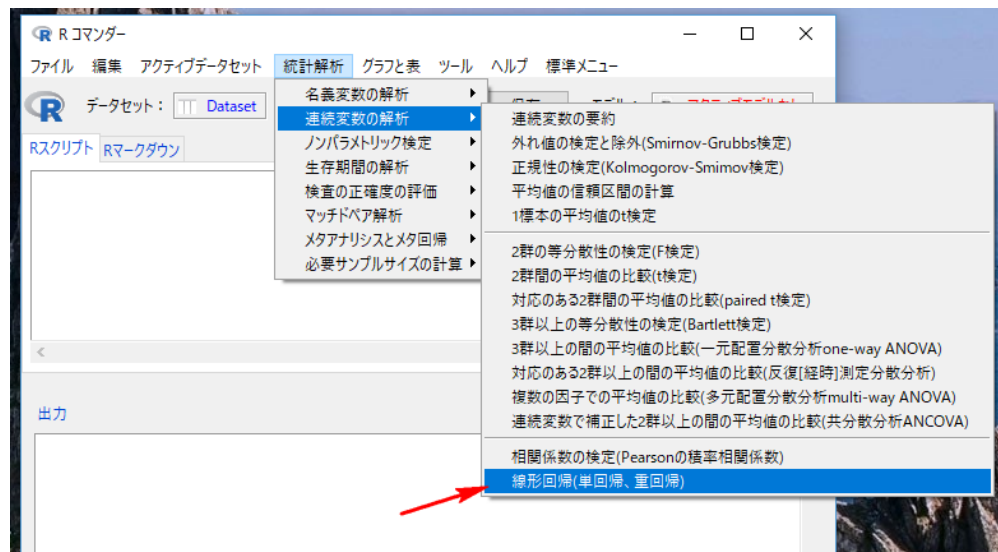 R コマンダー
ファイル 編集 アクティブデータセット 統計解析 グラフと表 ツール ヘルプ 標準メニュー
データセット： Dataset
Rスクリプト Rマークダウン
名義変数の解析
連続変数の解析
ノンパラメトリック検定
生存期間の解析
検査の正確度の評価
マッチドペア解析
メタアナリシスとメタ回帰
必要サンプルサイズの計算
連続変数の要約
外れ値の検定と除外(Smirnov-Grubbs検定)
正規性の検定(Kolmogorov-Smirnov検定)
平均値の信頼区間の計算
1標本の平均値のt検定
2群の等分散性の検定(F検定)
2群間の平均値の比較(t検定)
対応のある2群間の平均値の比較(paired t検定)
3群以上の等分散性の検定(Bartlett検定)
3群以上の間の平均値の比較(一元配置分散分析one-way ANOVA)
対応のある2群以上の間の平均値の比較(反復[経時]測定分散分析)
複数の因子での平均値の比較(多元配置分散分析multi-way ANOVA)
連続変数で補正した2群以上の間の平均値の比較(共分散分析ANCOVA)
相関係数の検定(Pearsonの積率相関係数)
線形回帰(単回帰、重回帰)
出力